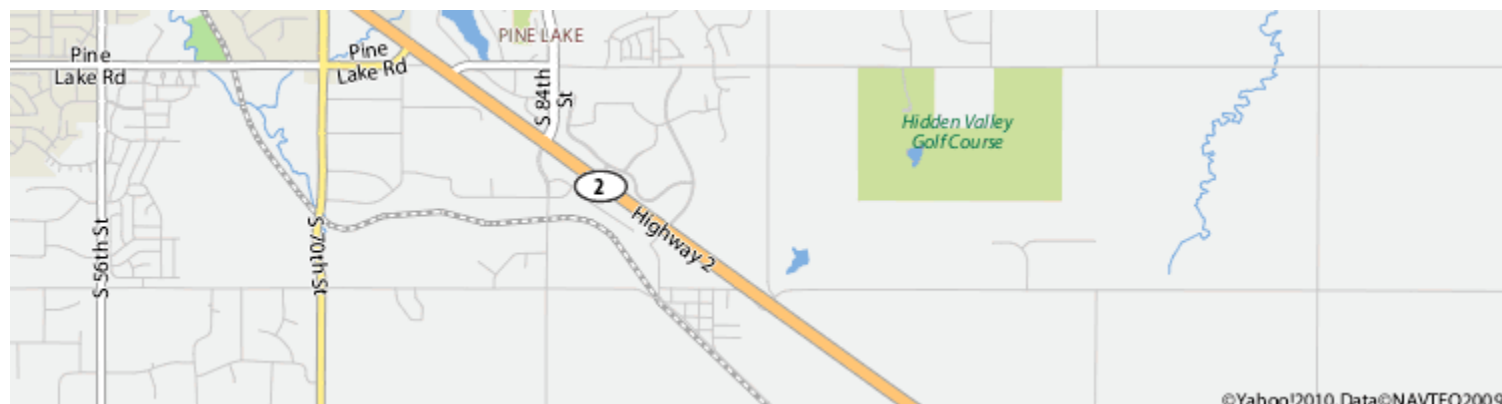 PINE LAKE
Pine
Lake Rd
Pine
Lake Rd
S 84th
St
Hidden Valley
Golf Course
2
Highway 2
S 56th St
S 70th St
©Yahoo!2010 Data©NAVTEQ2009